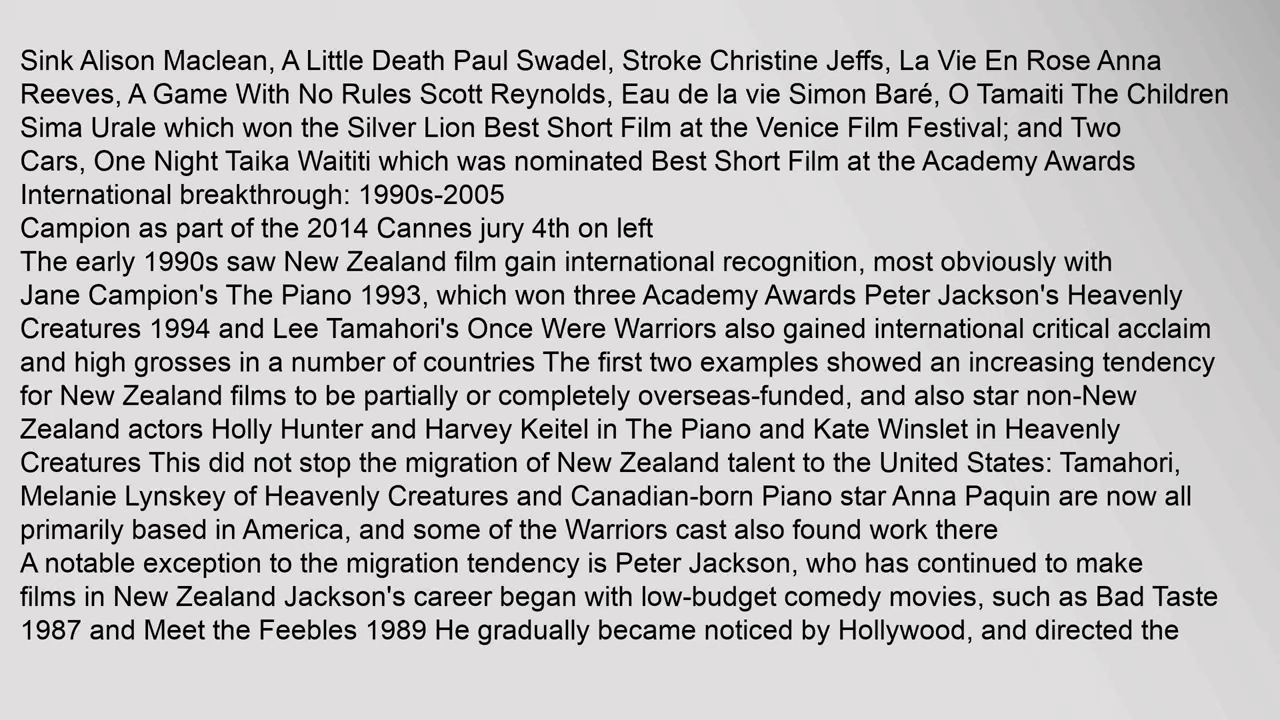 Sink Alison Maclean, A Little Death Paul Swadel, Stroke Christine Jeffs, La Vie En Rose Anna
Reeves, A Game With No Rules Scott Reynolds, Eau de la vie Simon Baré, O Tamaiti The Children
Sima Urale which won the Silver Lion Best Short Film at the Venice Film Festival; and Two
Cars, One Night Taika Waititi which was nominated Best Short Film at the Academy Awards
International breakthrough: 1990s-2005
Campion as part of the 2014 Cannes jury 4th on left
The early 1990s saw New Zealand film gain international recognition, most obviously with
Jane Campion's The Piano 1993, which won three Academy Awards Peter Jackson's Heavenly
Creatures 1994 and Lee Tamahori's Once Were Warriors also gained international critical acclaim
and high grosses in a number of countries The first two examples showed an increasing tendency
for New Zealand films to be partially or completely overseas-funded, and also star non-New
Zealand actors Holly Hunter and Harvey Keitel in The Piano and Kate Winslet in Heavenly
Creatures This did not stop the migration of New Zealand talent to the United States: Tamahori,
Melanie Lynskey of Heavenly Creatures and Canadian-born Piano star Anna Paquin are now all
primarily based in America, and some of the Warriors cast also found work there
A notable exception to the migration tendency is Peter Jackson, who has continued to make
films in New Zealand Jackson's career began with low-budget comedy movies, such as Bad Taste
1987 and Meet the Feebles 1989 He gradually became noticed by Hollywood, and directed the